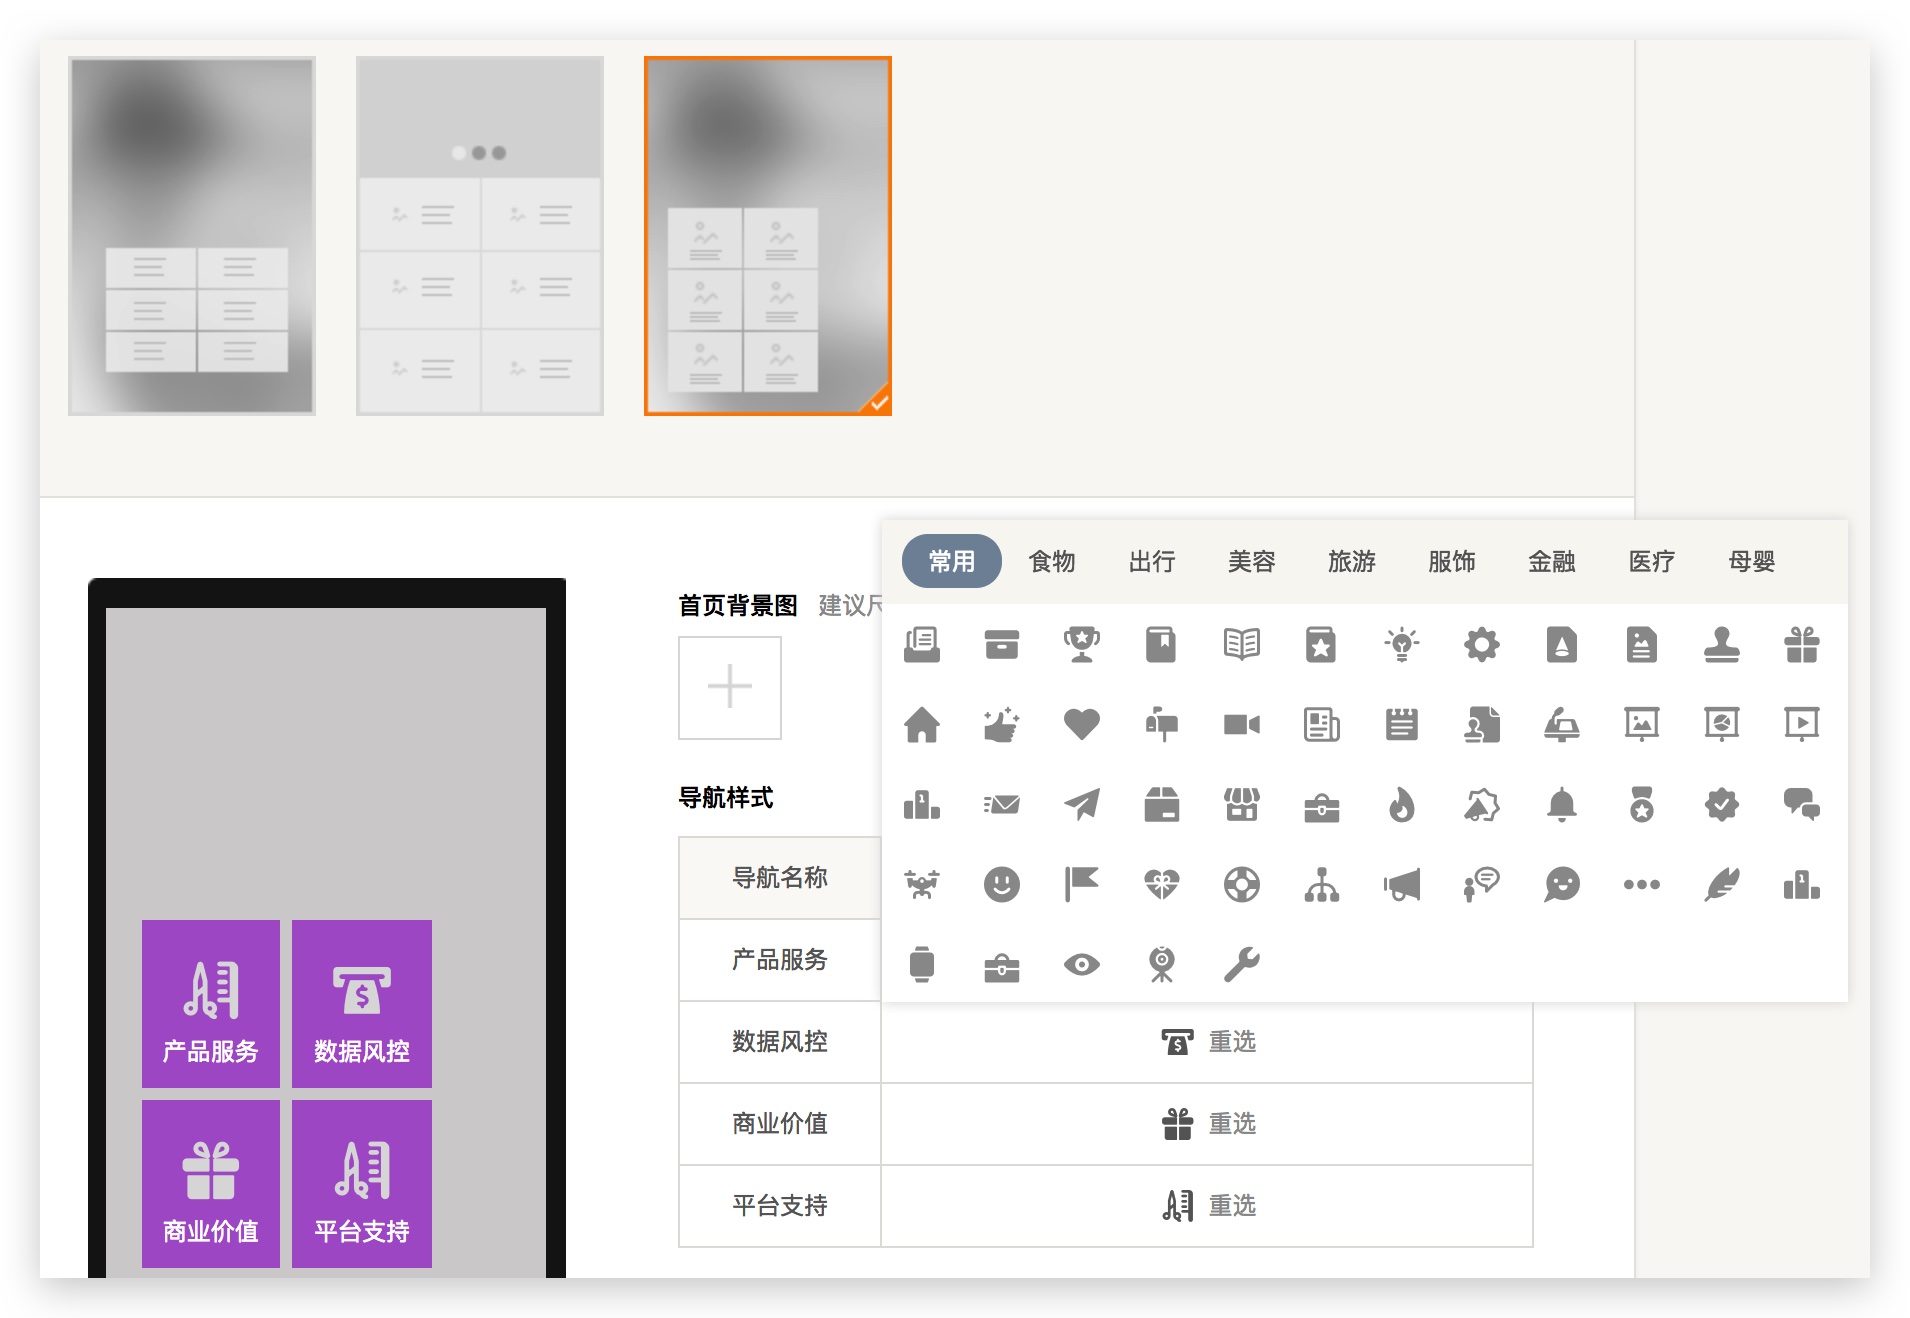 常用 食物 出行 美容 旅游 服饰 金融 医疗 母婴
首页背景图 建议
导航样式
导航名称
产品服务
数据风控 重选
商业价值 重选
平台支持 重选
产品服务 数据风控
商业价值 平台支持